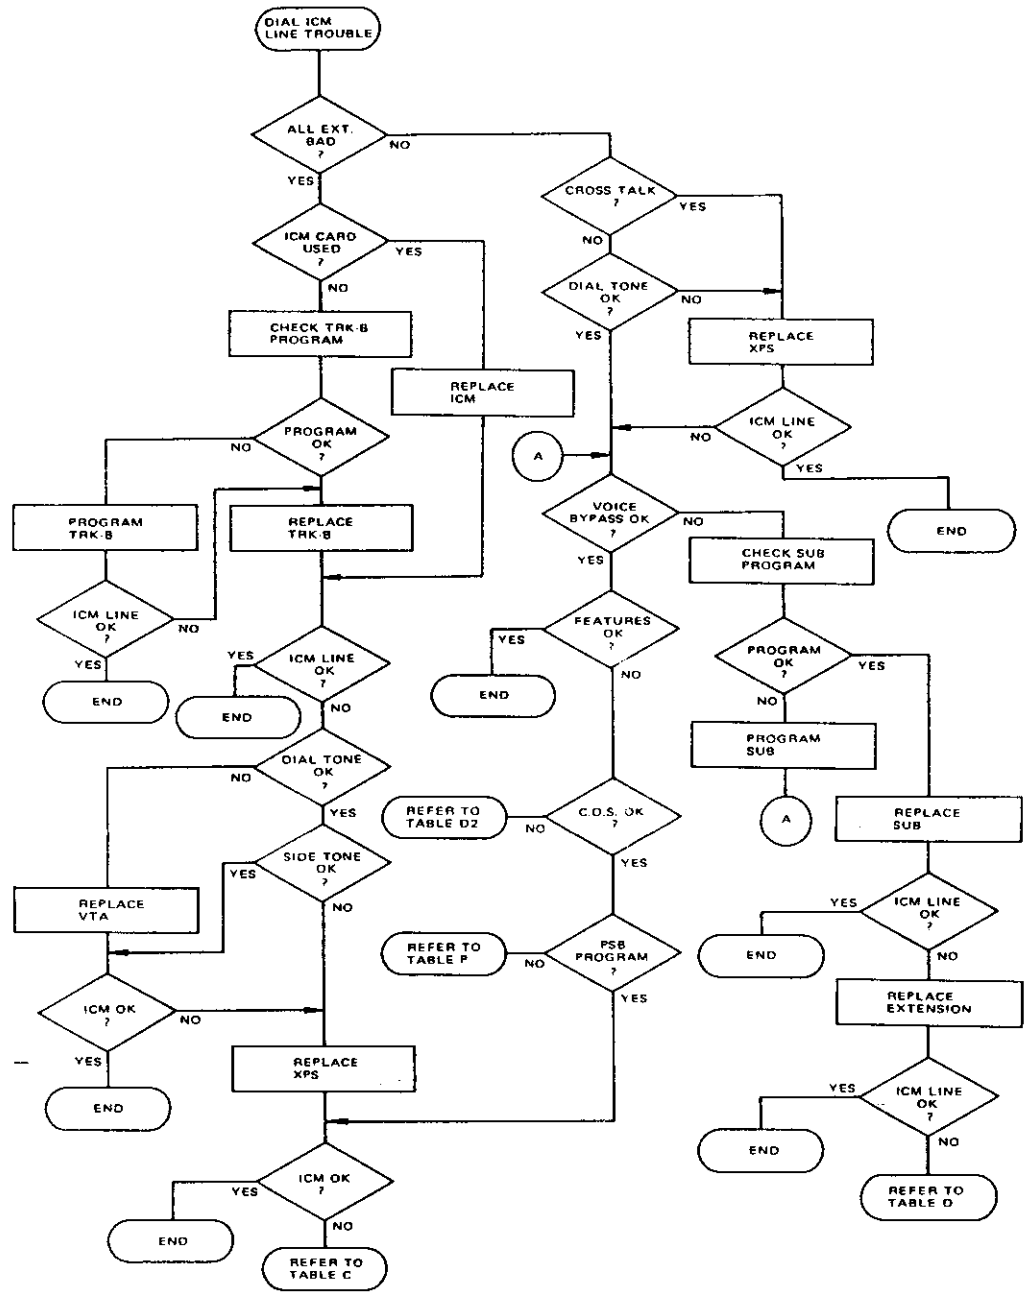 DIAL ICM
LINE TROUBLE
ALL EXT.
BAD
?
NO
YES
CROSS TALK
?
YES
NO
ICM CARD
USED
?
YES
NO
DIAL TONE
OK
?
NO
YES
CHECK TRK-B
PROGRAM
REPLACE
XPS
REPLACE
ICM
PROGRAM
OK
?
NO
ICM LINE
OK
?
NO
YES
A
PROGRAM
TRK-B
REPLACE
TRK-B
VOICE
BYPASS OK
?
NO
YES
END
CHECK SUB
PROGRAM
ICM LINE
OK
?
NO
YES
END
ICM LINE
OK
?
YES
NO
END
FEATURES
OK
?
YES
NO
END
PROGRAM
OK
?
YES
NO
PROGRAM
SUB
A
DIAL TONE
OK
?
NO
YES
REFER TO
TABLE D2
C.O.S. OK
?
NO
YES
REPLACE
SUB
SIDE TONE
OK
?
YES
NO
REPLACE
VTA
ICM LINE
OK
?
YES
NO
END
REFER TO
TABLE P
PSB
PROGRAM
?
NO
YES
REPLACE
EXTENSION
ICM OK
?
NO
YES
END
REPLACE
XPS
ICM LINE
OK
?
YES
NO
END
REFER TO
TABLE D
ICM OK
?
YES
NO
END
REFER TO
TABLE C